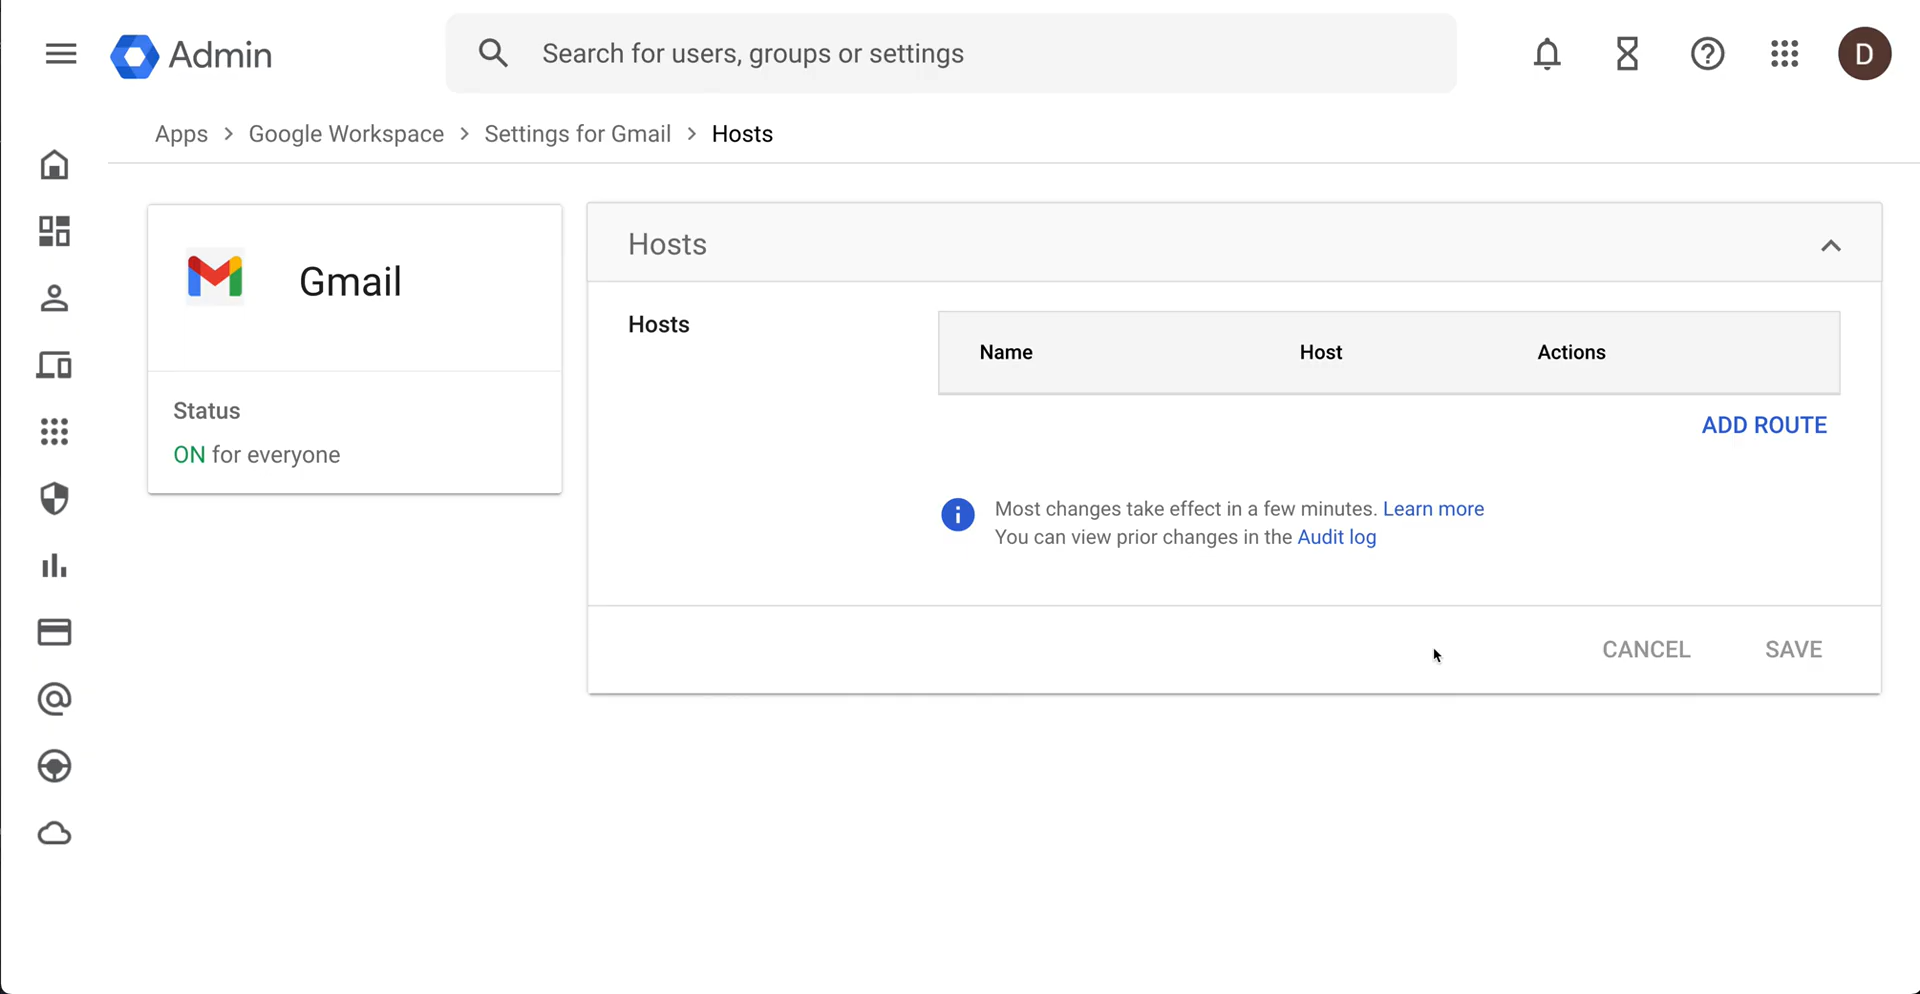 Admin
Search for users, groups or settings
D
Apps > Google Workspace > Settings for Gmail > Hosts
Gmail
Status
ON for everyone
Hosts
Hosts
Name Host Actions
ADD ROUTE
Most changes take effect in a few minutes. Learn more
You can view prior changes in the Audit log
CANCEL SAVE